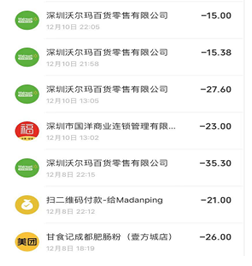 深圳沃尔玛百货零售有限公司 -15.00
12月10日 22:05
深圳沃尔玛百货零售有限公司 -15.38
12月10日 21:58
深圳沃尔玛百货零售有限公司 -27.60
12月10日 13:05
深圳市国洋商业连锁管理有限... -23.00
12月10日 13:02
深圳沃尔玛百货零售有限公司 -35.30
12月8日 22:15
扫二维码付款-给Madanping -21.00
12月8日 22:12
美团
甘食记成都肥肠粉（壹方城店） -26.00
12月8日 18:19